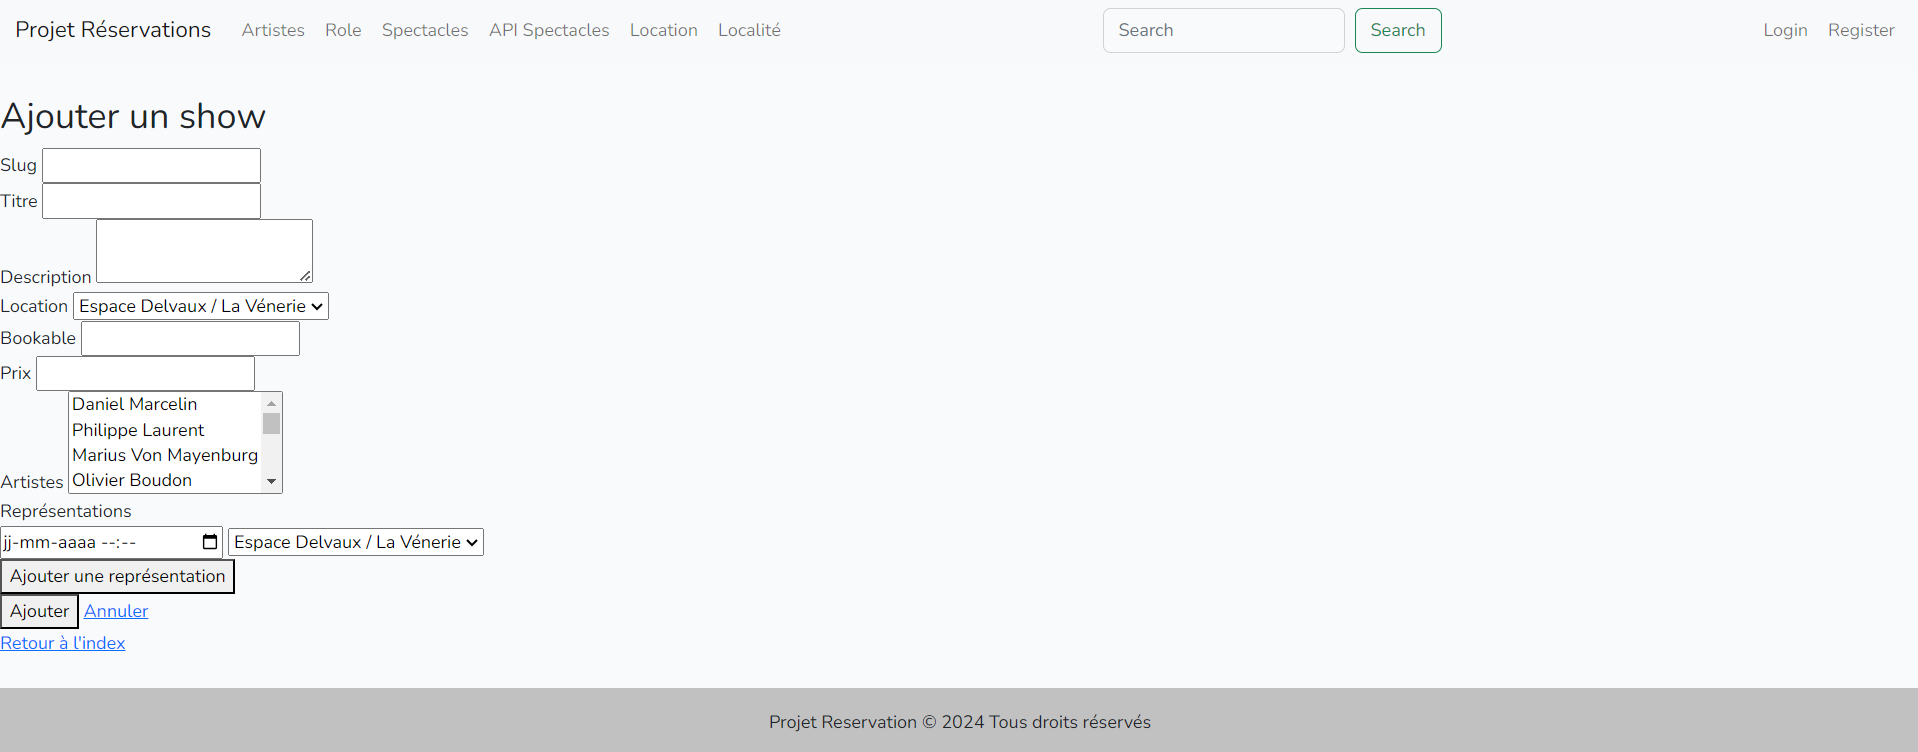 Projet Réservations Artistes Role Spectacles API Spectacles Location Localité Search Search Login Register
Ajouter un show
Slug
Titre
Description
Location Espace Delvaux / La Vénerie
Bookable
Prix
Daniel Marcelin
Philippe Laurent
Marius Von Mayenburg
Artistes Olivier Boudon
Représentations
jj-mm-aaaa --:-- Espace Delvaux / La Vénerie
Ajouter une représentation
Ajouter Annuler
Retour à l'index
Projet Reservation © 2024 Tous droits réservés